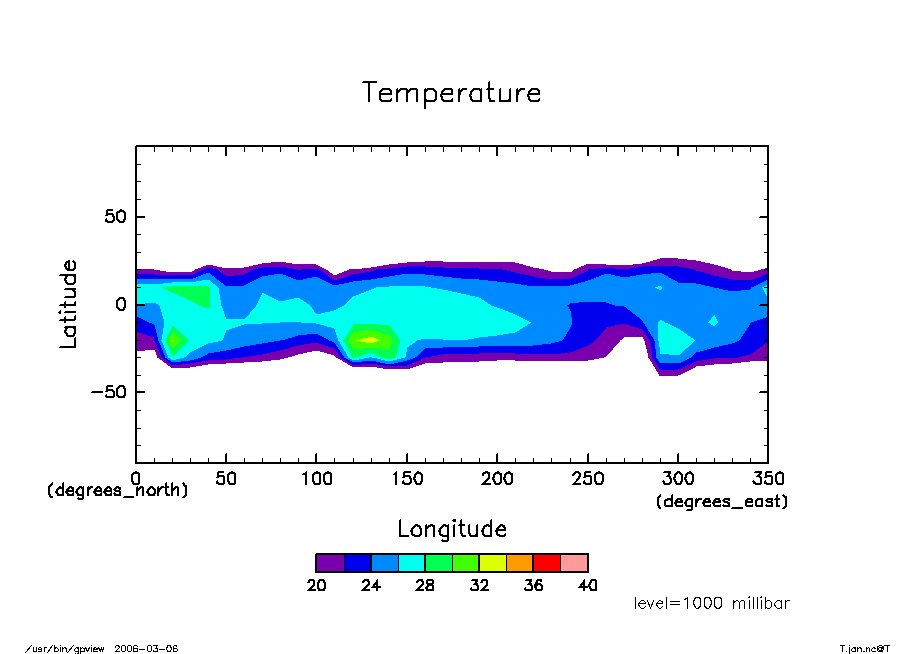 Temperature
50
0
−50
Latitude
0 50 100 150 200 250 300 350
(degrees_north)
(degrees_east)
Longitude
20 24 28 32 36 40
level=1000 millibar
/usr/bin/gpview 2006−03−06
T.jan.nc@T